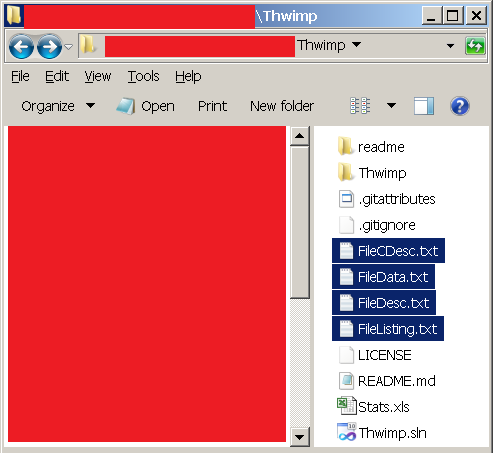 \Thwimp
Thwimp
File Edit View Tools Help
Organize Open Print New folder
readme
Thwimp
.gitattributes
.gitignore
FileCDesc.txt
FileData.txt
FileDesc.txt
FileListing.txt
LICENSE
README.md
Stats.xls
Thwimp.sln